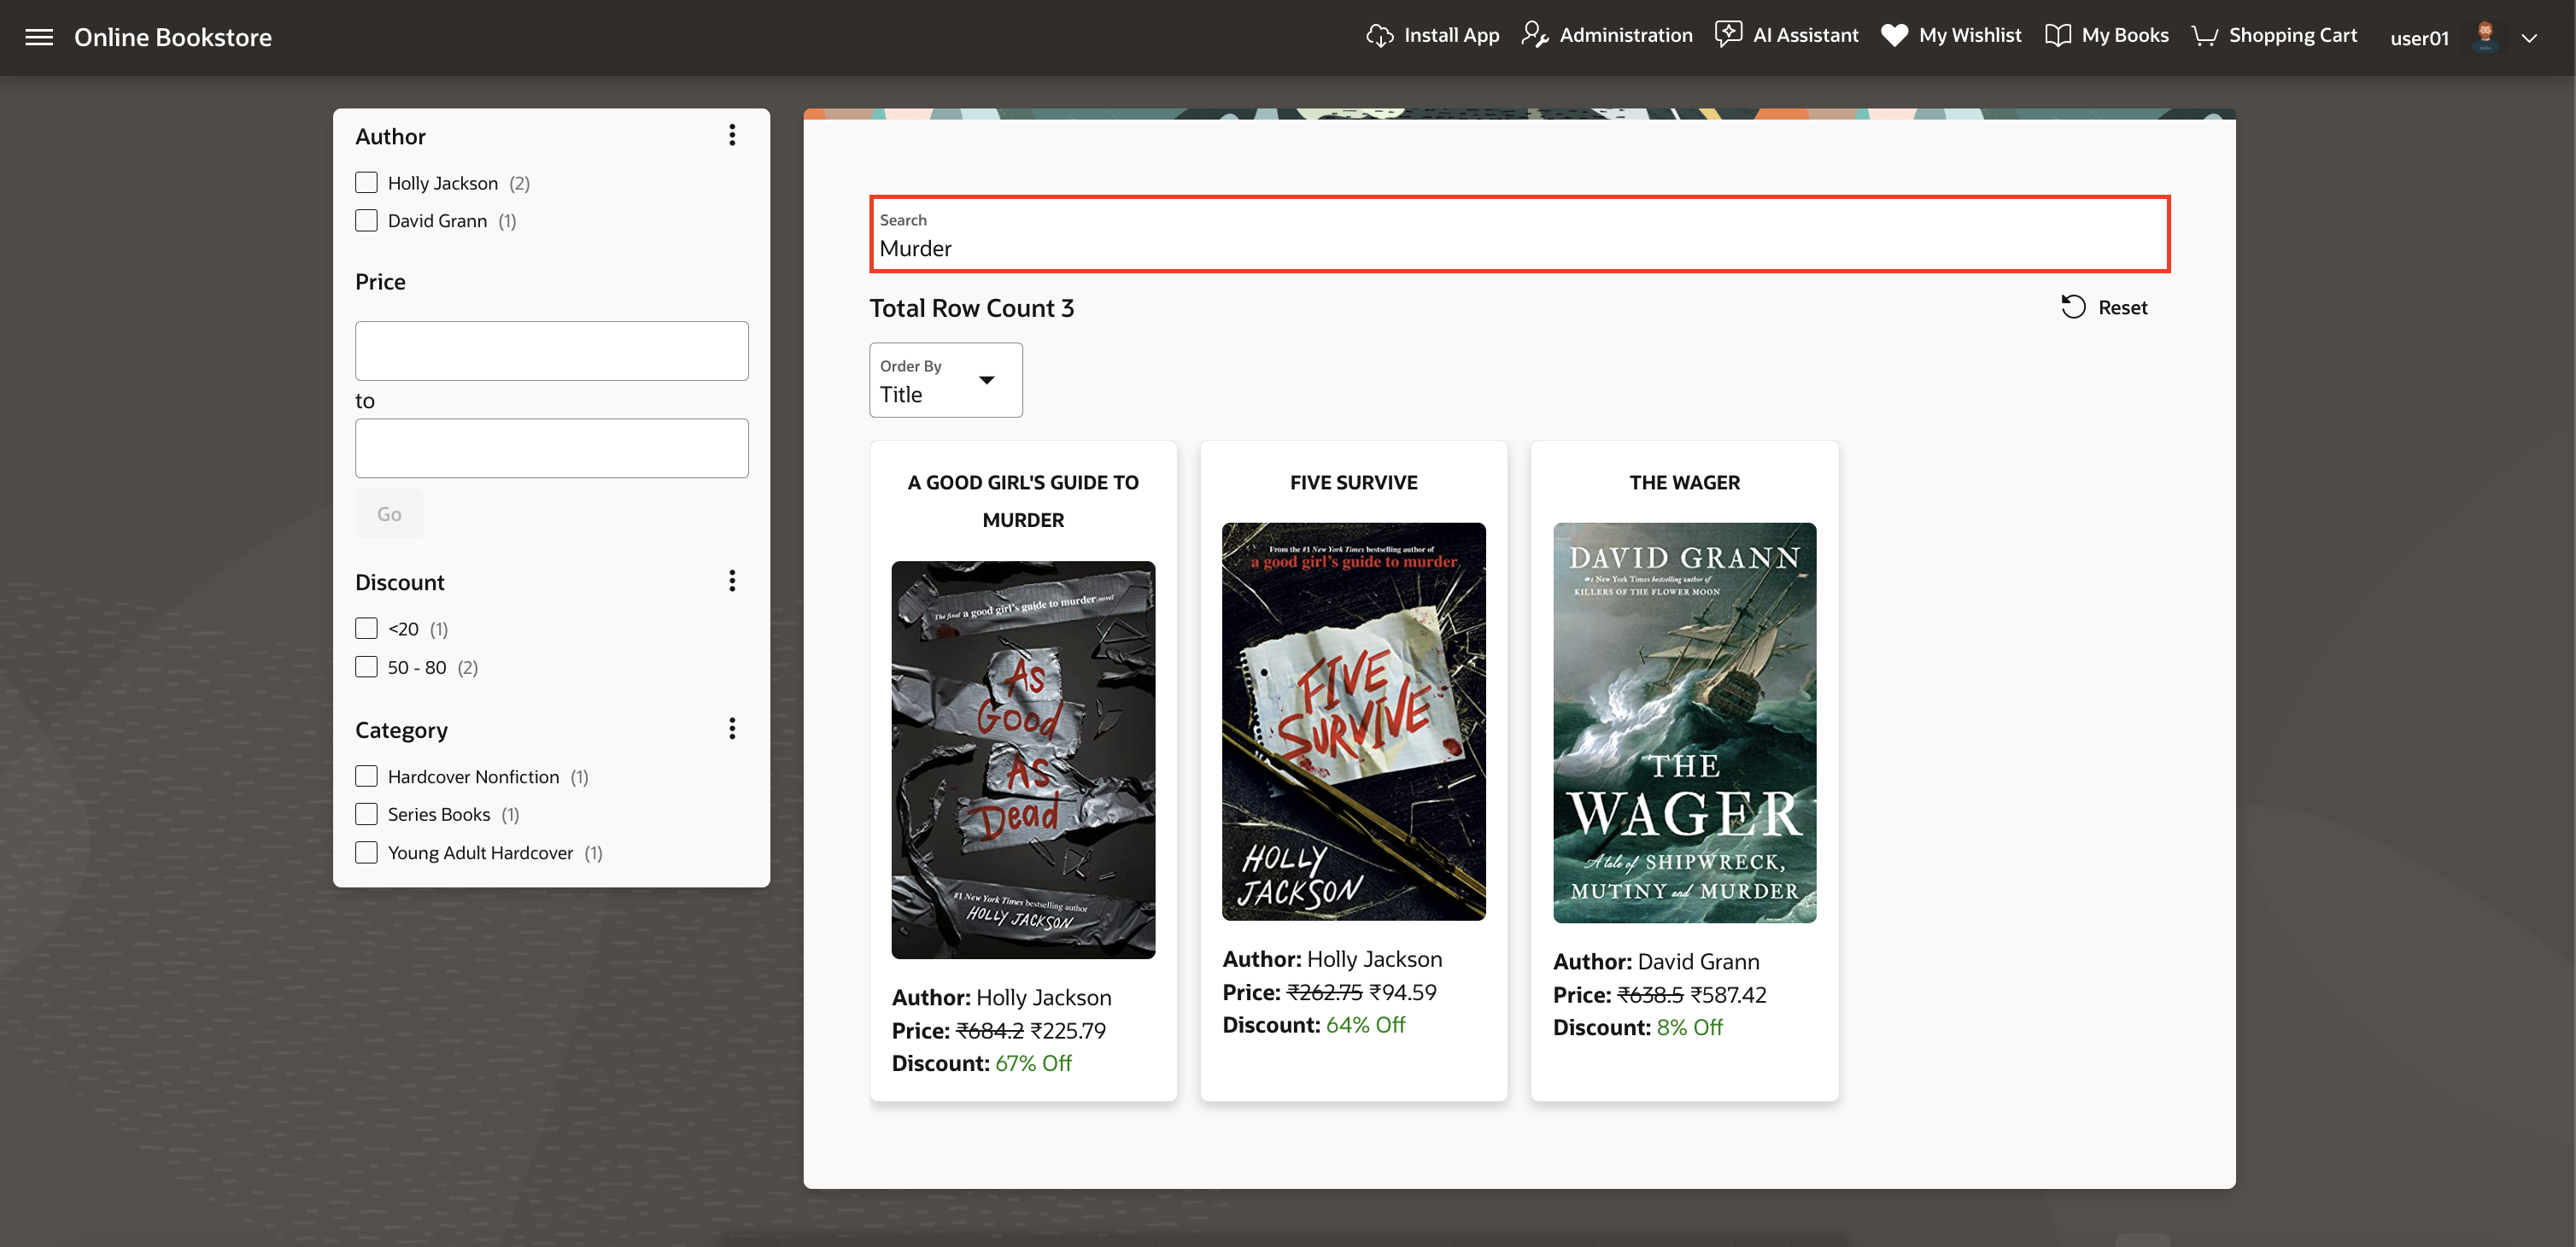 Online Bookstore
Install App
Administration
AI Assistant
My Wishlist
My Books
Shopping Cart
user01
Author
Holly Jackson (2)
David Grann (1)
Price
to
Go
Discount
<20 (1)
50 - 80 (2)
Category
Hardcover Nonfiction (1)
Series Books (1)
Young Adult Hardcover (1)
Search
Murder
Total Row Count 3
Reset
Order By
Title
A GOOD GIRL'S GUIDE TO
MURDER
The final a good girl's guide to murder novel
As
Good
As
Dead
#1 New York Times bestselling author
HOLLY JACKSON
Author: Holly Jackson
Price: ₹684.2 ₹225.79
Discount: 67% Off
FIVE SURVIVE
From the #1 New York Times bestselling author of
a good girl's guide to murder
FIVE
SURVIVE
HOLLY
JACKSON
Author: Holly Jackson
Price: ₹262.75 ₹94.59
Discount: 64% Off
THE WAGER
DAVID GRANN
#1 New York Times bestselling author of
KILLERS OF THE FLOWER MOON
THE
WAGER
A tale of SHIPWRECK,
MUTINY and MURDER
Author: David Grann
Price: ₹638.5 ₹587.42
Discount: 8% Off